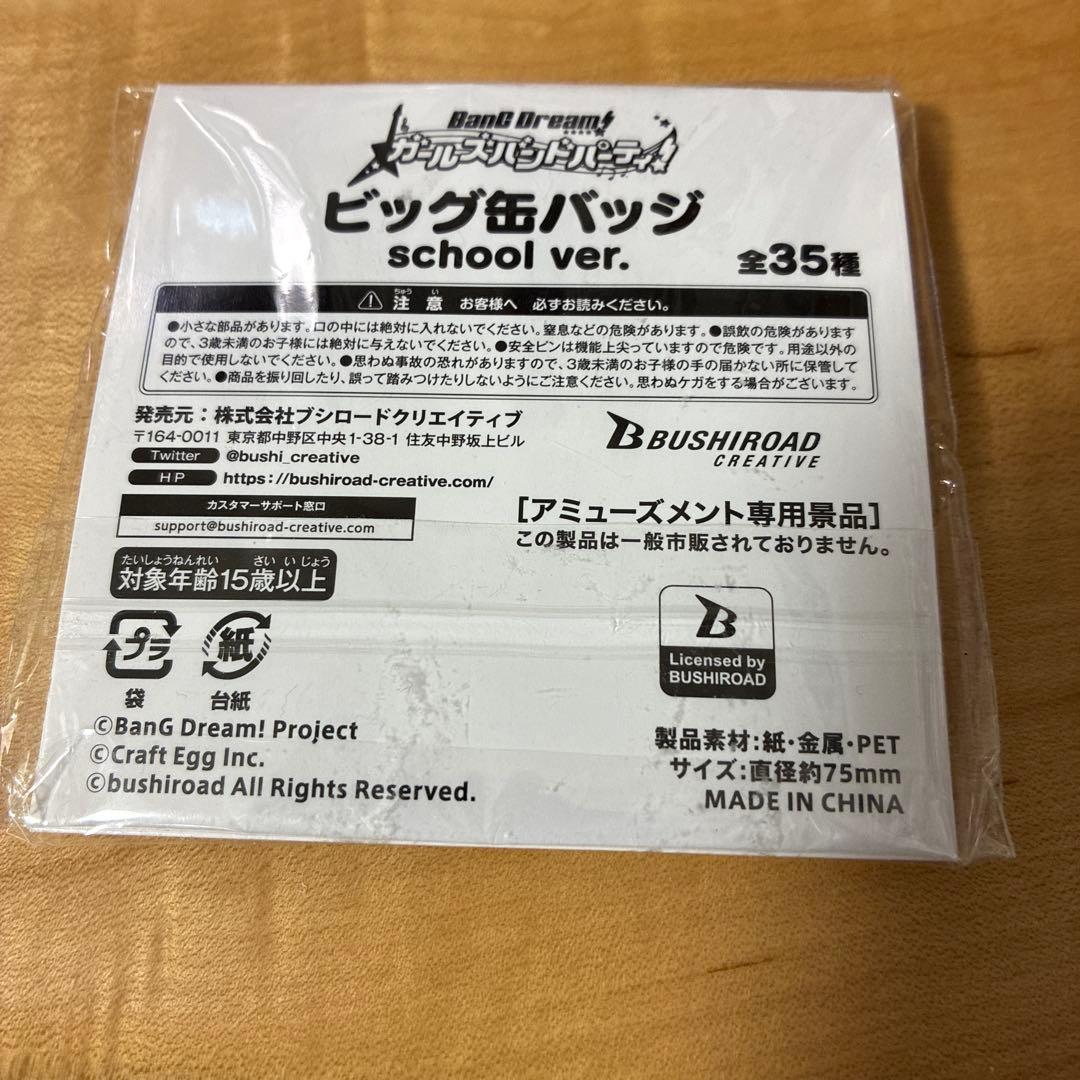 BanG Dream!
ガールズバンドパーティ!
ビッグ缶バッジ
school ver.
全35種
ちゅう い
注 意 お客様へ 必ずお読みください。
●小さな部品があります。口の中には絶対に入れないでください。窒息などの危険があります。●誤飲の危険があります
ので、3歳未満のお子様には絶対に与えないでください。●安全ピンは機能上尖っていますので危険です。用途以外の
目的で使用しないでください。●思わぬ事故の恐れがありますので、3歳未満のお子様の手の届かない所に保管して
ください。●商品を振り回したり、誤って踏みつけたりしないようにご注意ください。思わぬケガをする場合がございます。
発売元：株式会社ブシロードクリエイティブ
〒164-0011 東京都中野区中央1-38-1 住友中野坂上ビル
Twitter @bushi_creative
HP https://bushiroad-creative.com/
カスタマーサポート窓口
support@bushiroad-creative.com
B BUSHIROAD
CREATIVE
[アミューズメント専用景品]
この製品は一般市販されておりません。
たいしょうねんれい さい いじょう
対象年齢15歳以上
プラ
袋
紙
台紙
B
Licensed by
BUSHIROAD
©BanG Dream! Project
©Craft Egg Inc.
©bushiroad All Rights Reserved.
製品素材:紙・金属・PET
サイズ:直径約75mm
MADE IN CHINA